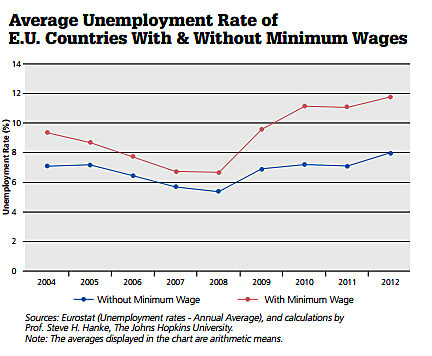 Average Unemployment Rate of
E.U. Countries With & Without Minimum Wages
14
12
10
8
6
4
2
0
Unemployment Rate (%)
2004 2005 2006 2007 2008 2009 2010 2011 2012
Without Minimum Wage With Minimum Wage
Sources: Eurostat (Unemployment rates - Annual Average), and calculations by
Prof. Steve H. Hanke, The Johns Hopkins University.
Note: The averages displayed in the chart are arithmetic means.